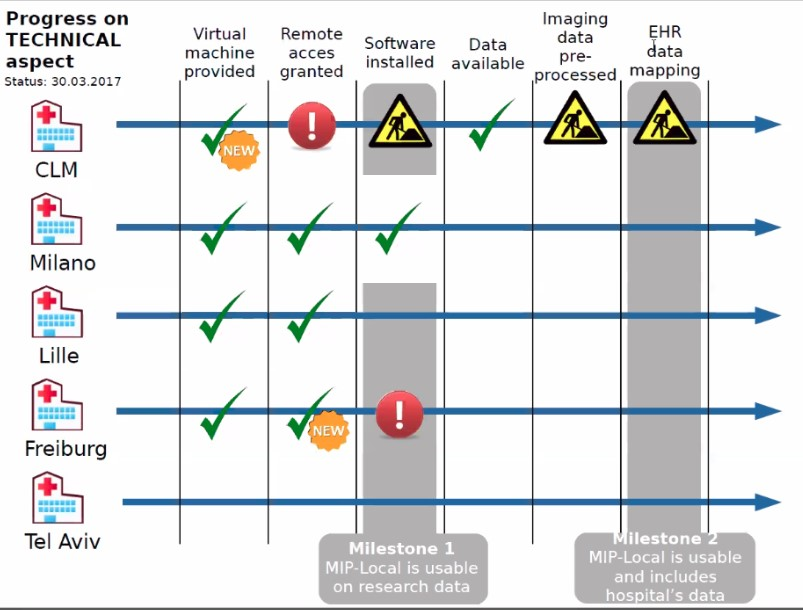 Progress on
TECHNICAL
aspect
Status: 30.03.2017
Virtual
machine
provided
Remote
acces
granted
Software
installed
Data
available
Imaging
data
pre-
processed
EHR
data
mapping
CLM
NEW
!
Milano
Lille
Freiburg
NEW
!
Tel Aviv
Milestone 1
MIP-Local is usable
on research data
Milestone 2
MIP-Local is usable
and includes
hospital's data